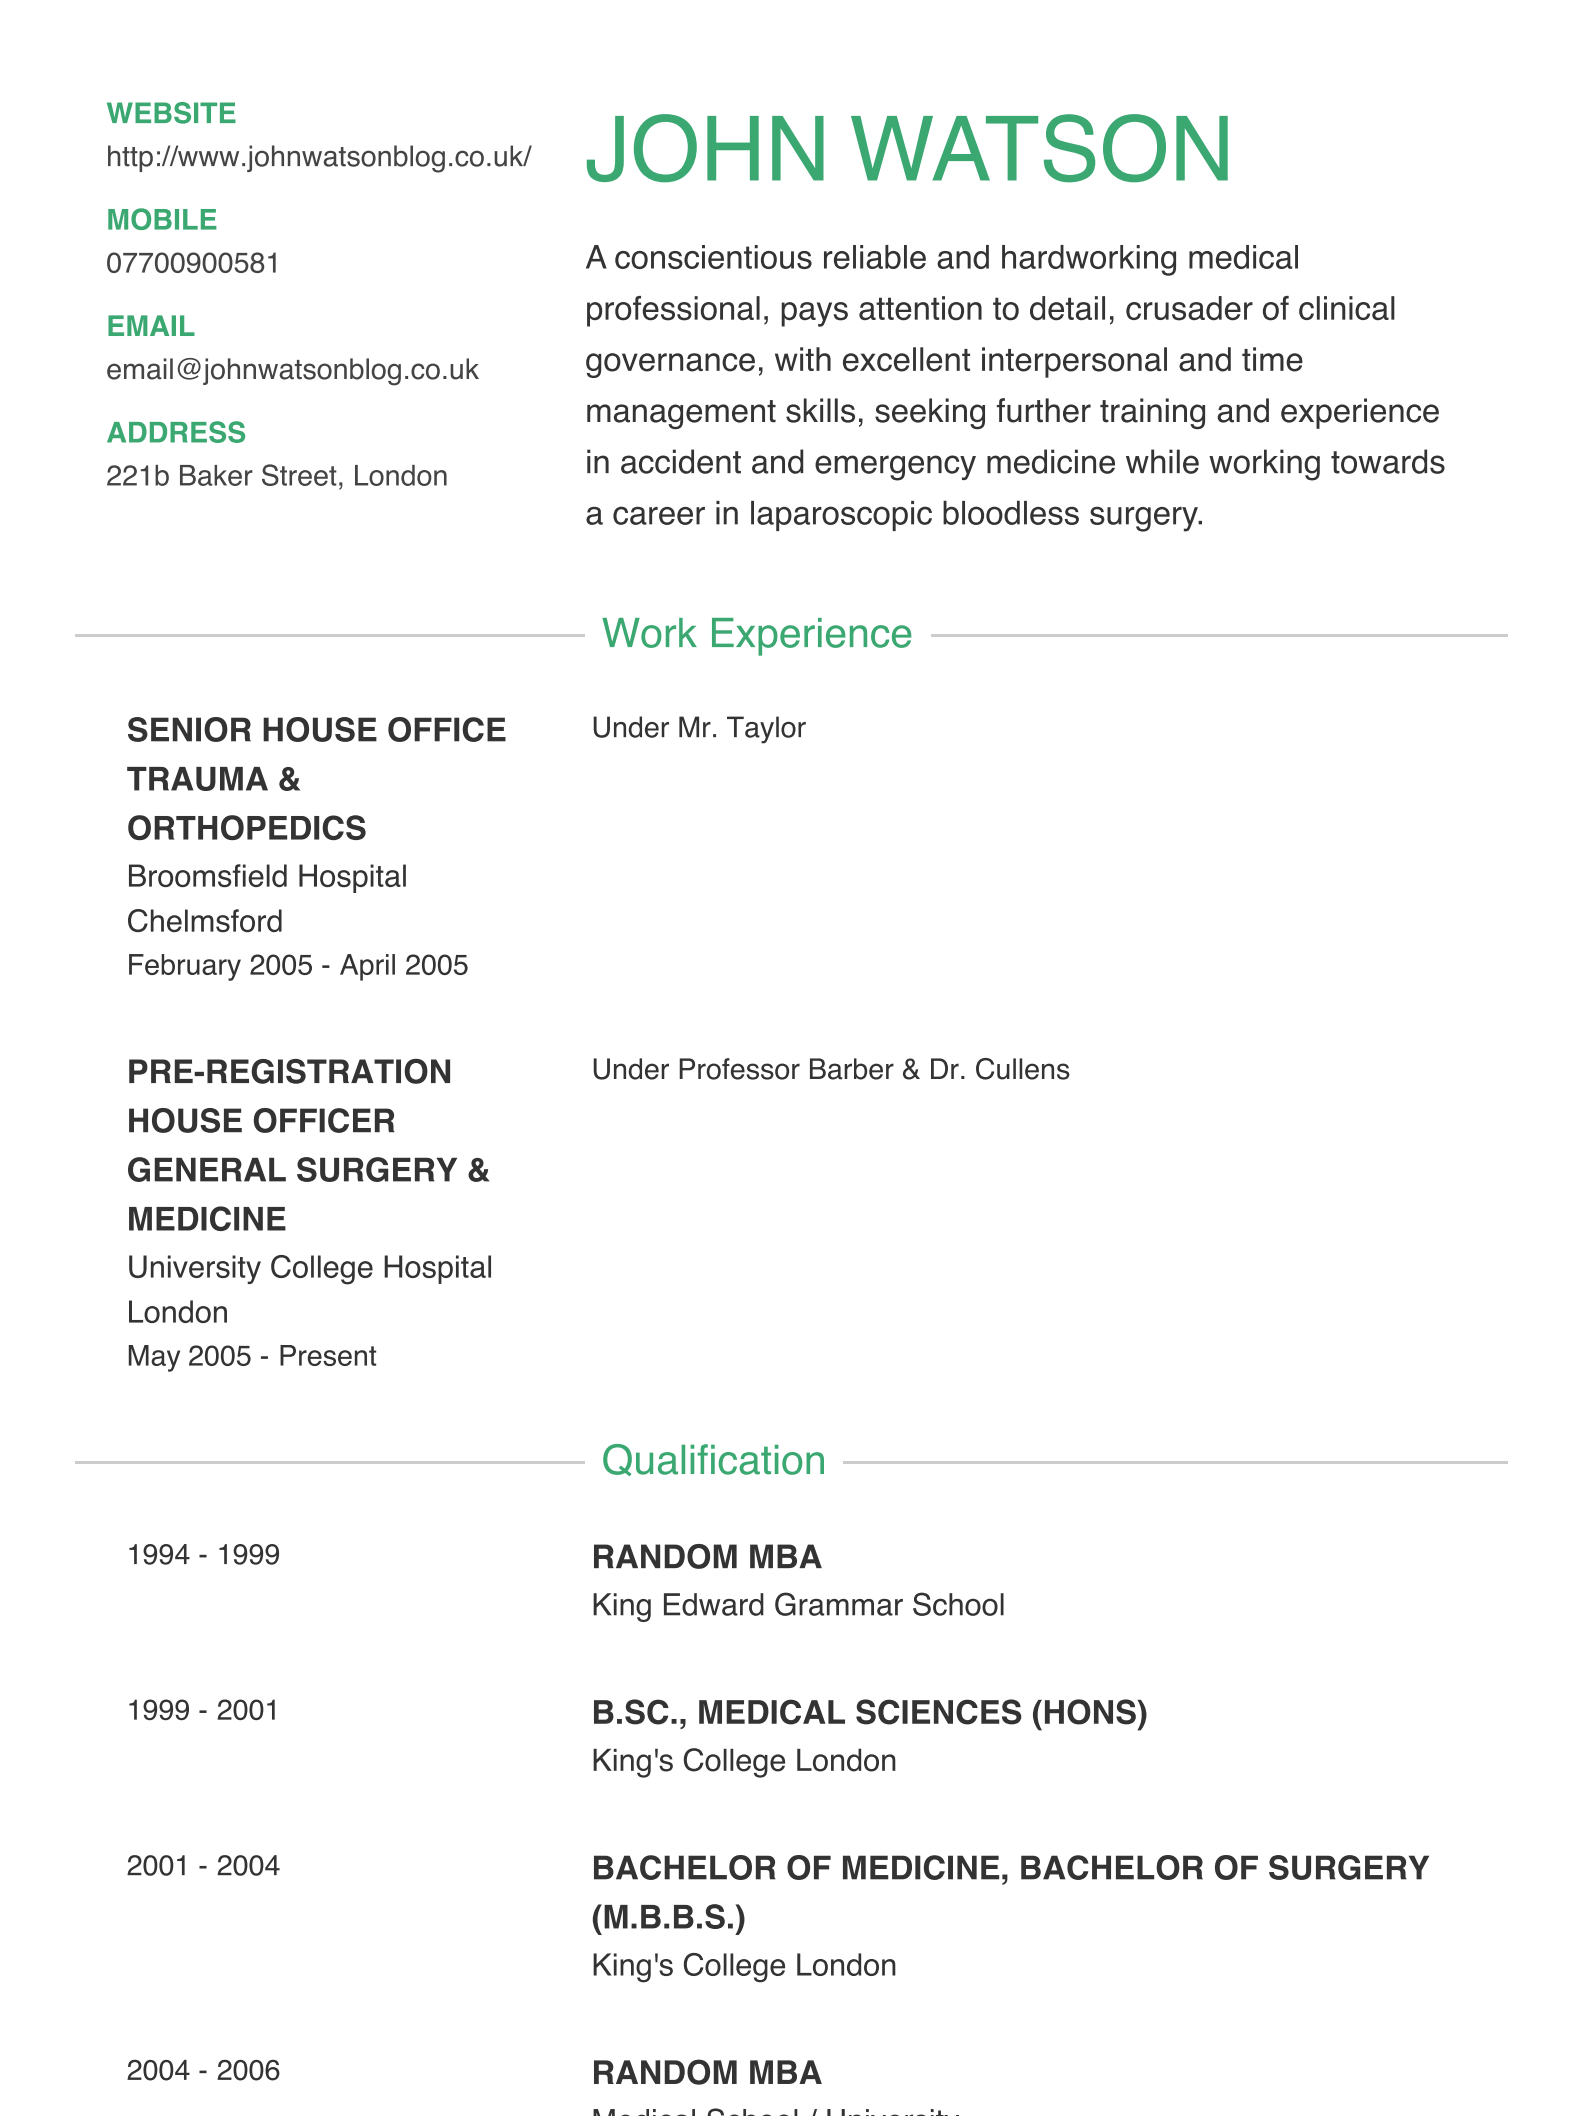 WEBSITE
http://www.johnwatsonblog.co.uk/
MOBILE
07700900581
EMAIL
email@johnwatsonblog.co.uk
ADDRESS
221b Baker Street, London
JOHN WATSON
A conscientious reliable and hardworking medical
professional, pays attention to detail, crusader of clinical
governance, with excellent interpersonal and time
management skills, seeking further training and experience
in accident and emergency medicine while working towards
a career in laparoscopic bloodless surgery.
Work Experience
SENIOR HOUSE OFFICE
TRAUMA &
ORTHOPEDICS
Broomsfield Hospital
Chelmsford
February 2005 - April 2005
Under Mr. Taylor
PRE-REGISTRATION
HOUSE OFFICER
GENERAL SURGERY &
MEDICINE
University College Hospital
London
May 2005 - Present
Under Professor Barber & Dr. Cullens
Qualification
1994 - 1999
RANDOM MBA
King Edward Grammar School
1999 - 2001
B.SC., MEDICAL SCIENCES (HONS)
King's College London
2001 - 2004
BACHELOR OF MEDICINE, BACHELOR OF SURGERY
(M.B.B.S.)
King's College London
2004 - 2006
RANDOM MBA
Medical School / University